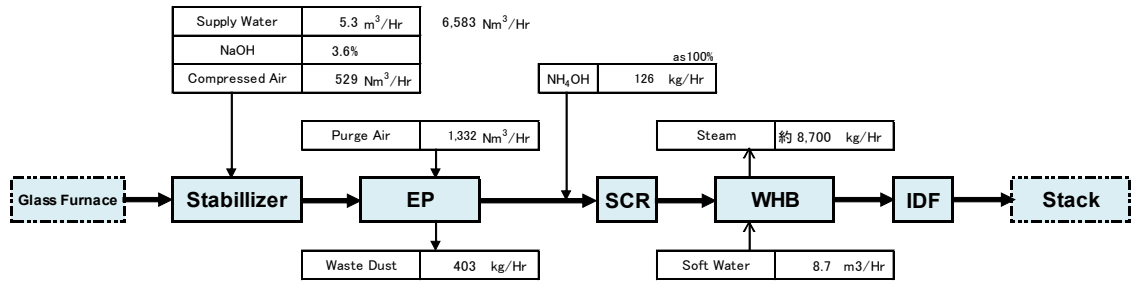 Supply Water 5.3 m³/Hr 6,583 Nm³/Hr
NaOH 3.6%
Compressed Air 529 Nm³/Hr
as100%
NH₄OH 126 kg/Hr
Purge Air 1,332 Nm³/Hr
Steam 約 8,700 kg/Hr
Glass Furnace
Stabillizer
EP
SCR
WHB
IDF
Stack
Waste Dust 403 kg/Hr
Soft Water 8.7 m3/Hr